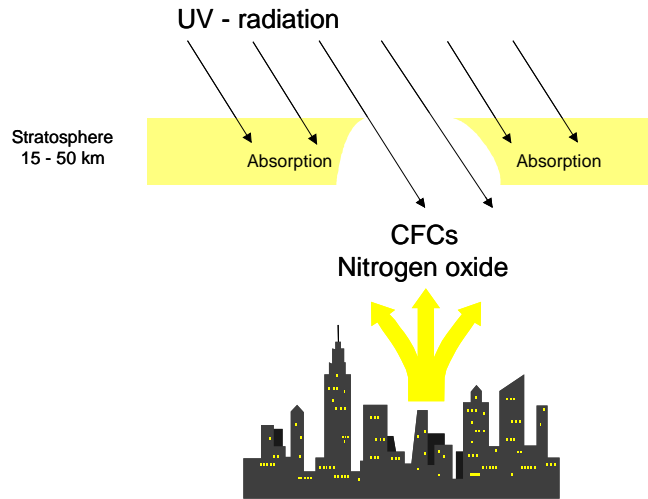 UV - radiation
Stratosphere
15 - 50 km
Absorption
Absorption
CFCs
Nitrogen oxide